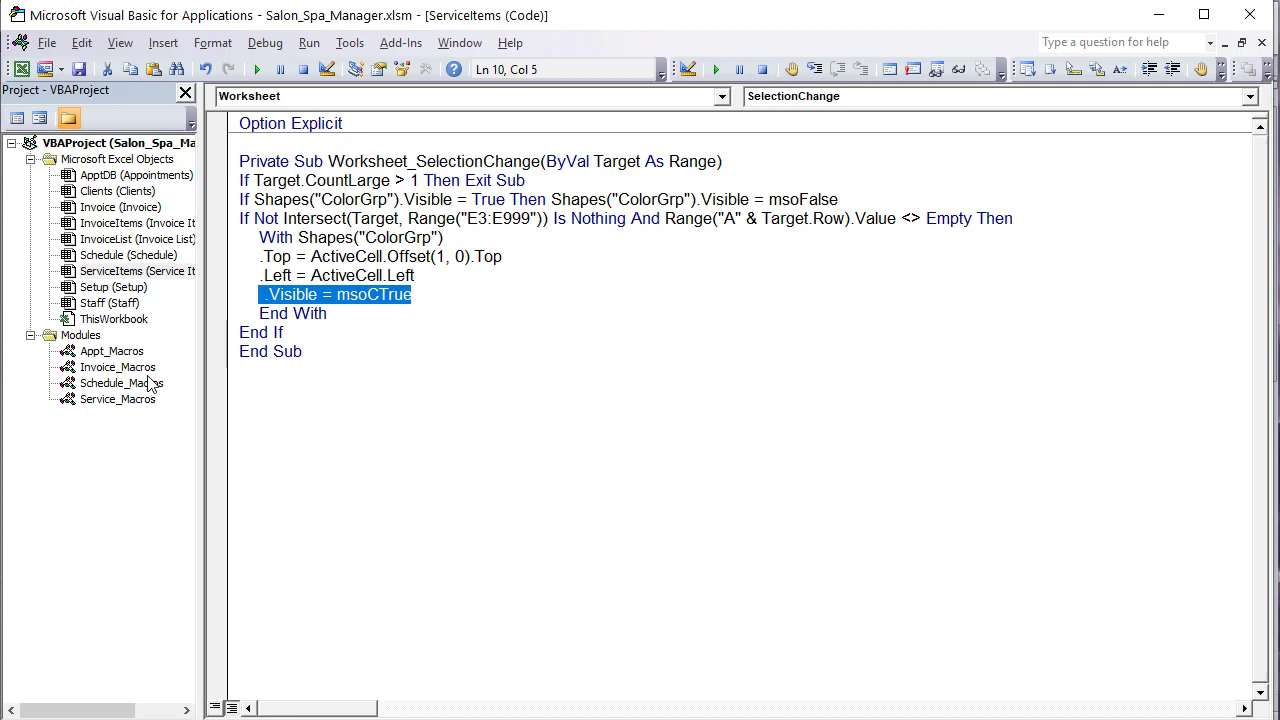 Microsoft Visual Basic for Applications - Salon_Spa_Manager.xlsm - [ServiceItems (Code)]
File Edit View Insert Format Debug Run Tools Add-Ins Window Help Type a question for help
Ln 10, Col 5
Project - VBAProject
Worksheet SelectionChange
VBAProject (Salon_Spa_Ma
Microsoft Excel Objects
ApptDB (Appointments)
Clients (Clients)
Invoice (Invoice)
InvoiceItems (Invoice It
InvoiceList (Invoice List)
Schedule (Schedule)
ServiceItems (Service It
Setup (Setup)
Staff (Staff)
ThisWorkbook
Modules
Appt_Macros
Invoice_Macros
Schedule_Macros
Service_Macros
Option Explicit
Private Sub Worksheet_SelectionChange(ByVal Target As Range)
If Target.CountLarge > 1 Then Exit Sub
If Shapes("ColorGrp").Visible = True Then Shapes("ColorGrp").Visible = msoFalse
If Not Intersect(Target, Range("E3:E999")) Is Nothing And Range("A" & Target.Row).Value <> Empty Then
With Shapes("ColorGrp")
.Top = ActiveCell.Offset(1, 0).Top
.Left = ActiveCell.Left
.Visible = msoCTrue
End With
End If
End Sub